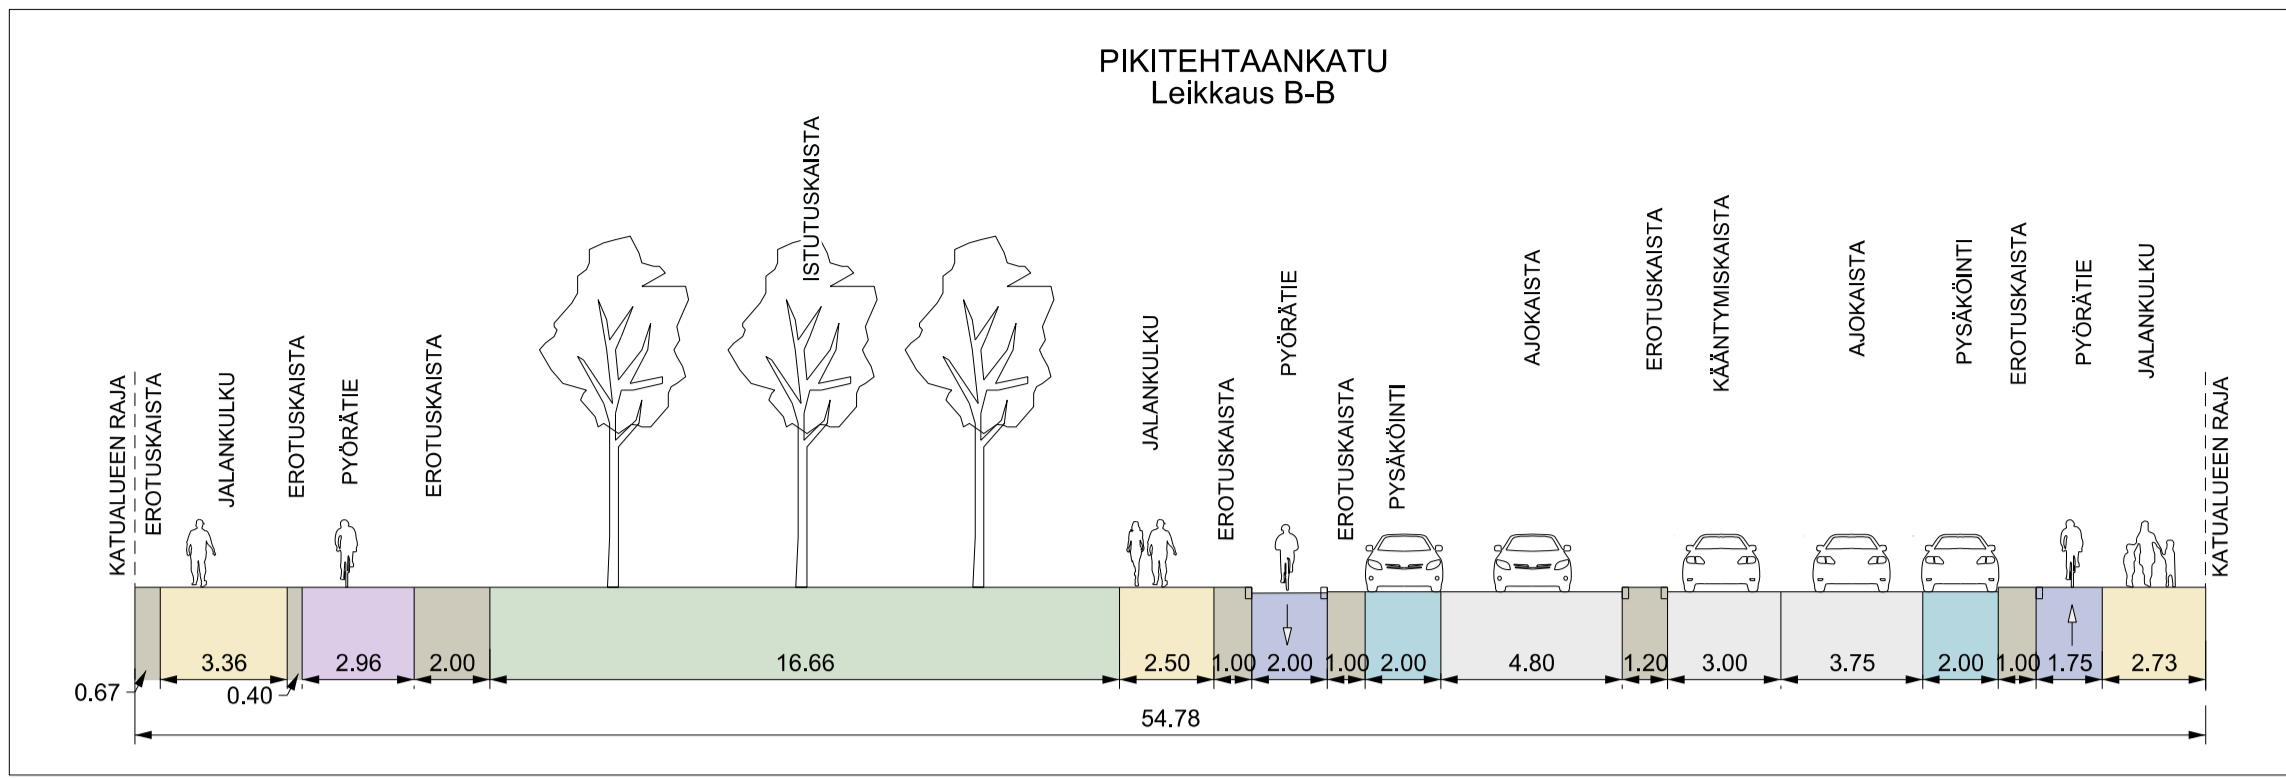 PIKITEHTAANKATU
Leikkaus B-B
KATUALUEEN RAJA
EROTUSKAISTA
JALANKULKU
EROTUSKAISTA
PYÖRÄTIE
EROTUSKAISTA
ISTUTUSKAISTA
JALANKULKU
EROTUSKAISTA
PYÖRÄTIE
EROTUSKAISTA
PYSÄKÖINTI
AJOKAISTA
EROTUSKAISTA
KÄÄNTYMISKAISTA
AJOKAISTA
PYSÄKÖINTI
EROTUSKAISTA
PYÖRÄTIE
JALANKULKU
KATUALUEEN RAJA
0.67
3.36
0.40
2.96
2.00
16.66
2.50
1.00
2.00
1.00
2.00
4.80
1.20
3.00
3.75
2.00
1.00
1.75
2.73
54.78